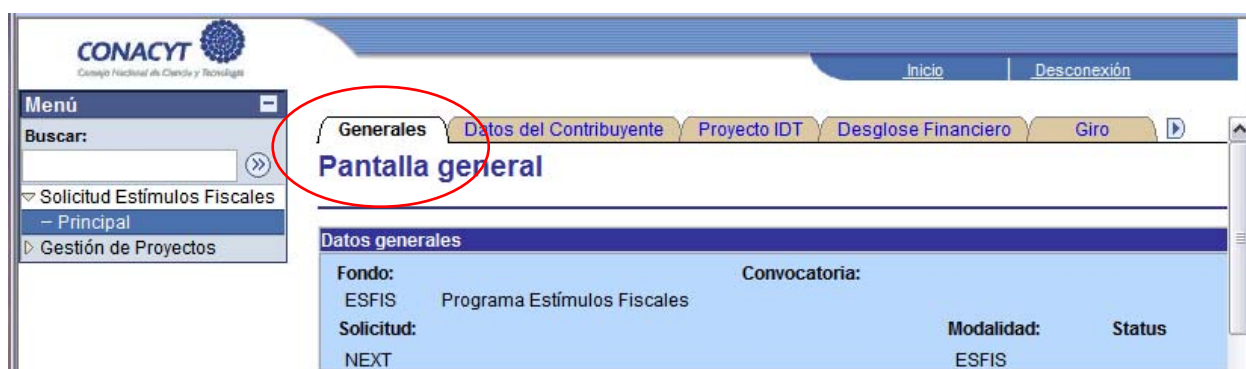 CONACYT
Consejo Nacional de Ciencia y Tecnología
Inicio Desconexión
Menú
Buscar:
Solicitud Estímulos Fiscales
– Principal
Gestión de Proyectos
Generales Datos del Contribuyente Proyecto IDT Desglose Financiero Giro
Pantalla general
Datos generales
Fondo: Convocatoria:
ESFIS Programa Estímulos Fiscales
Solicitud: Modalidad: Status
NEXT ESFIS